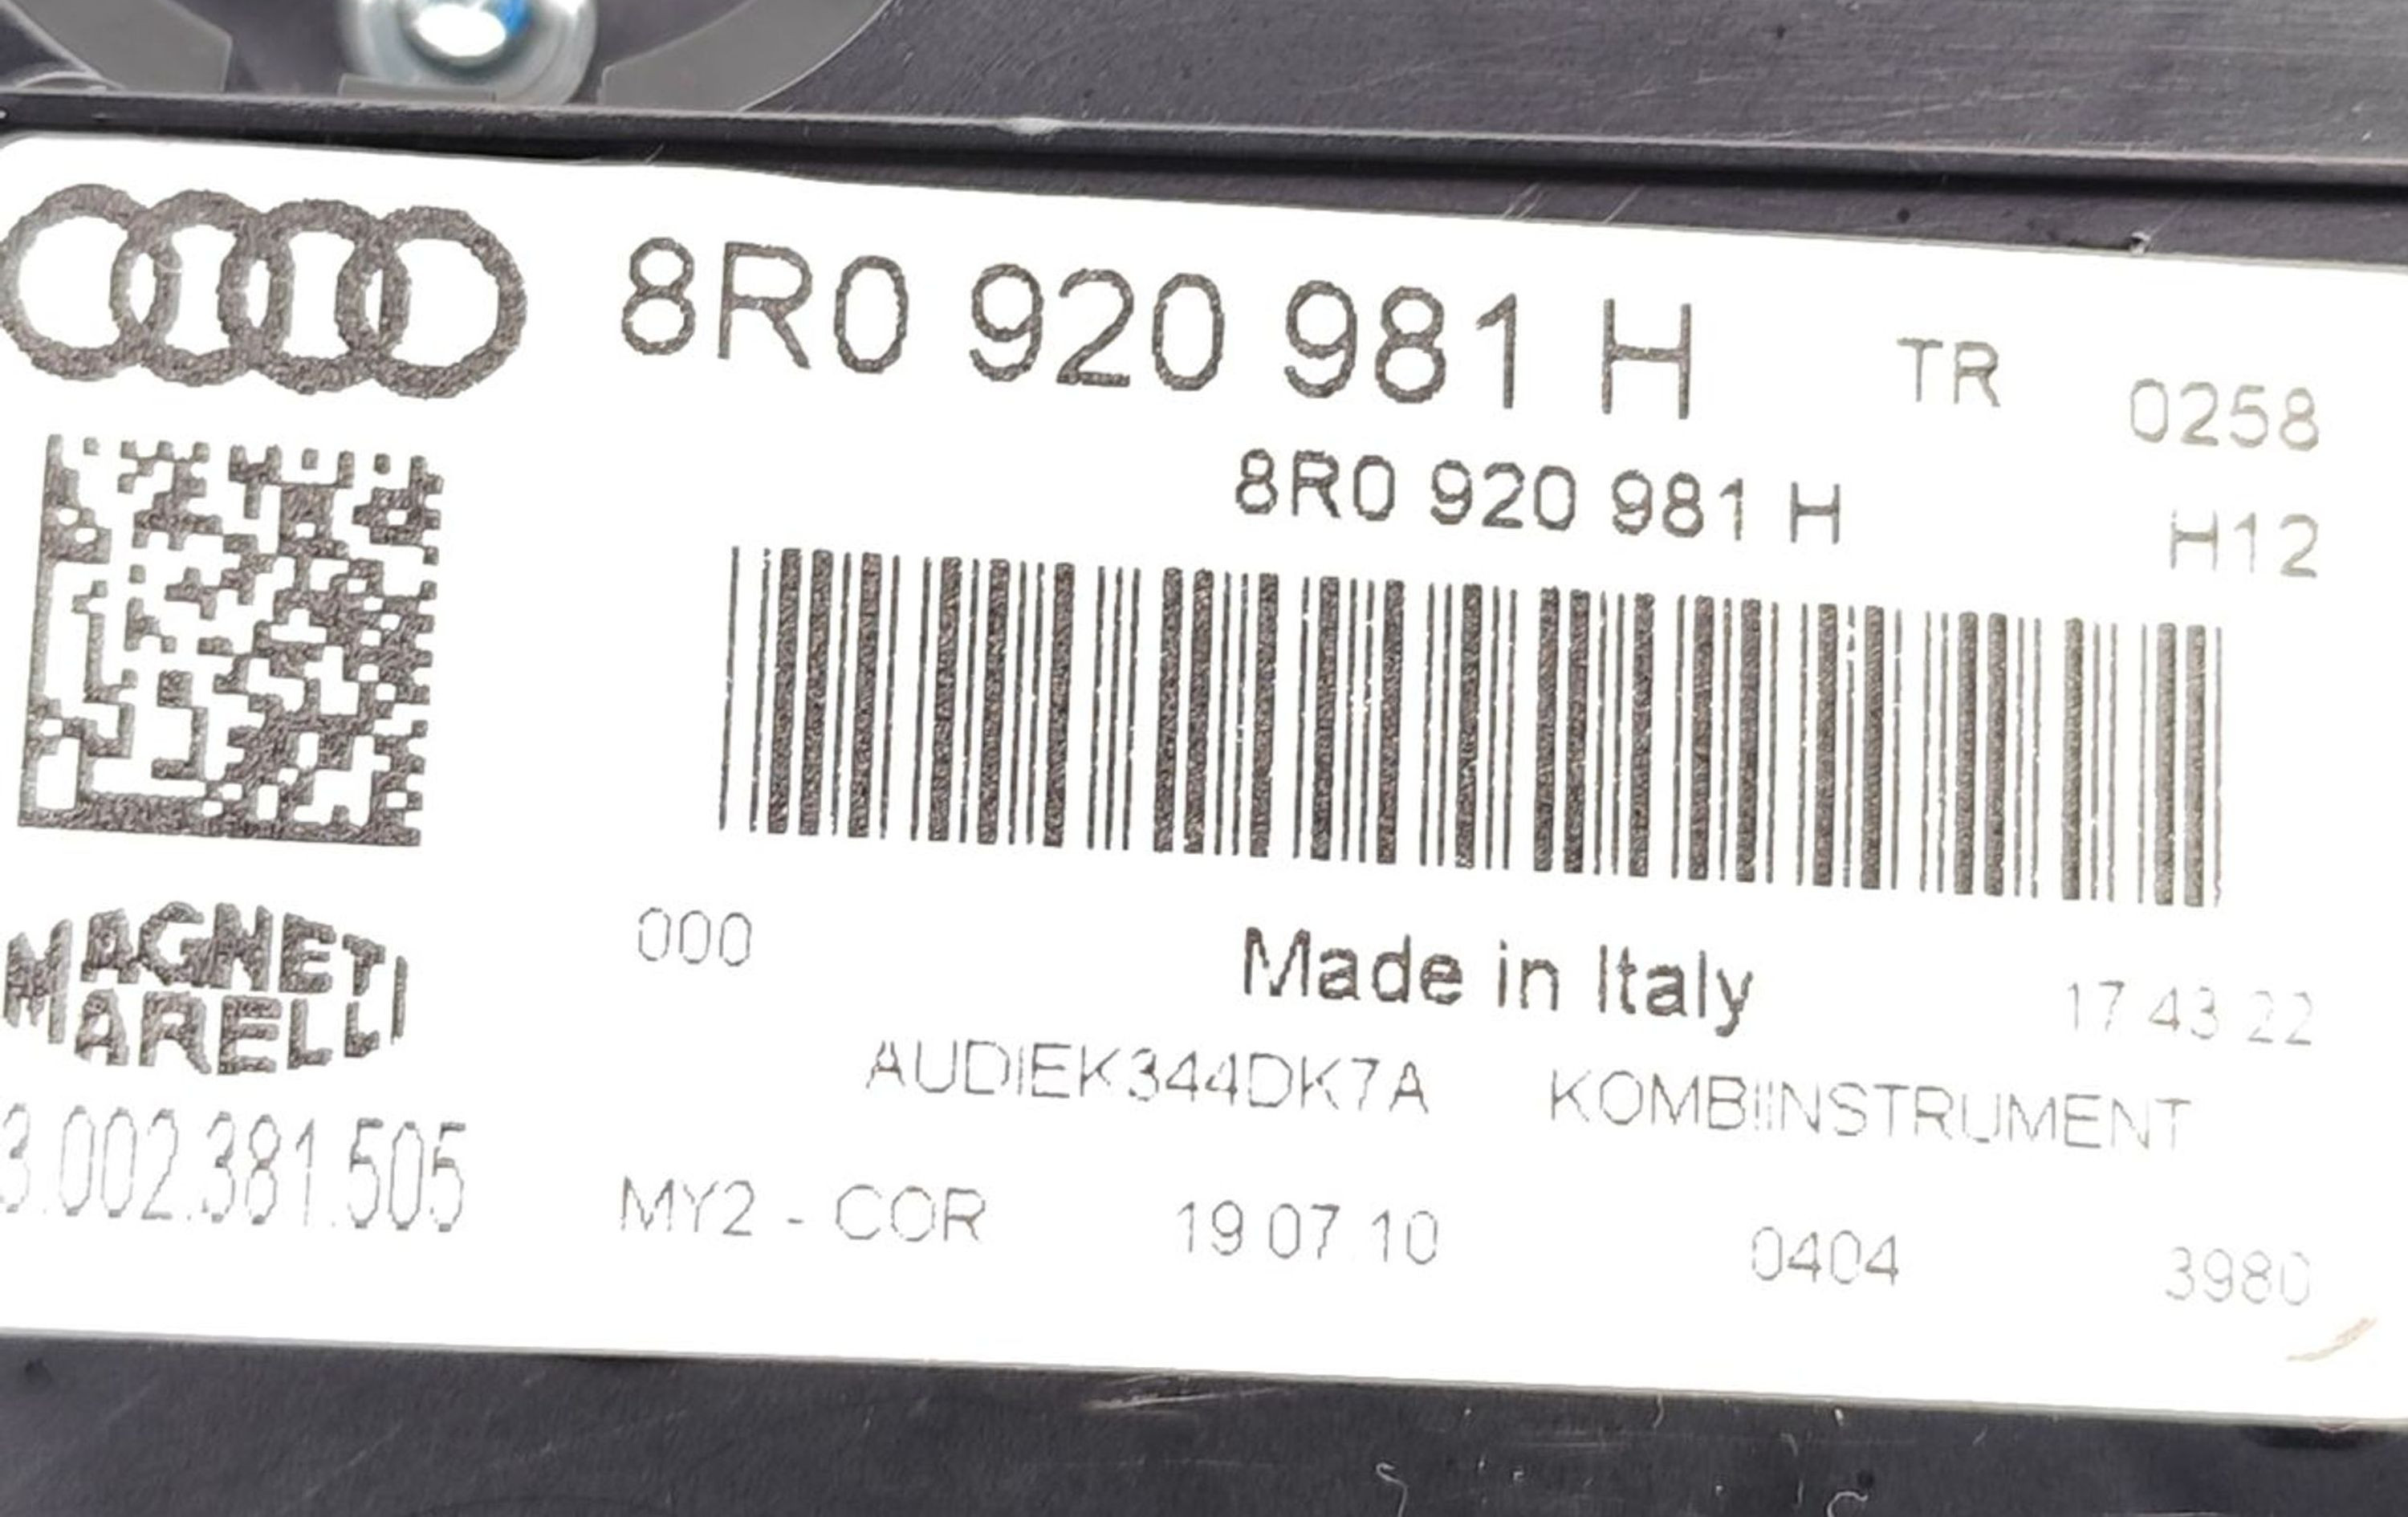 8R0 920 981 H TR 0258
8R0 920 981 H H12
MAGNETI
MARELLI
000 Made in Italy 17 43 22
AUDIEK344DK7A KOMBIINSTRUMENT
3.002.381.505
MY2 - COR 19 07 10 0404 3980